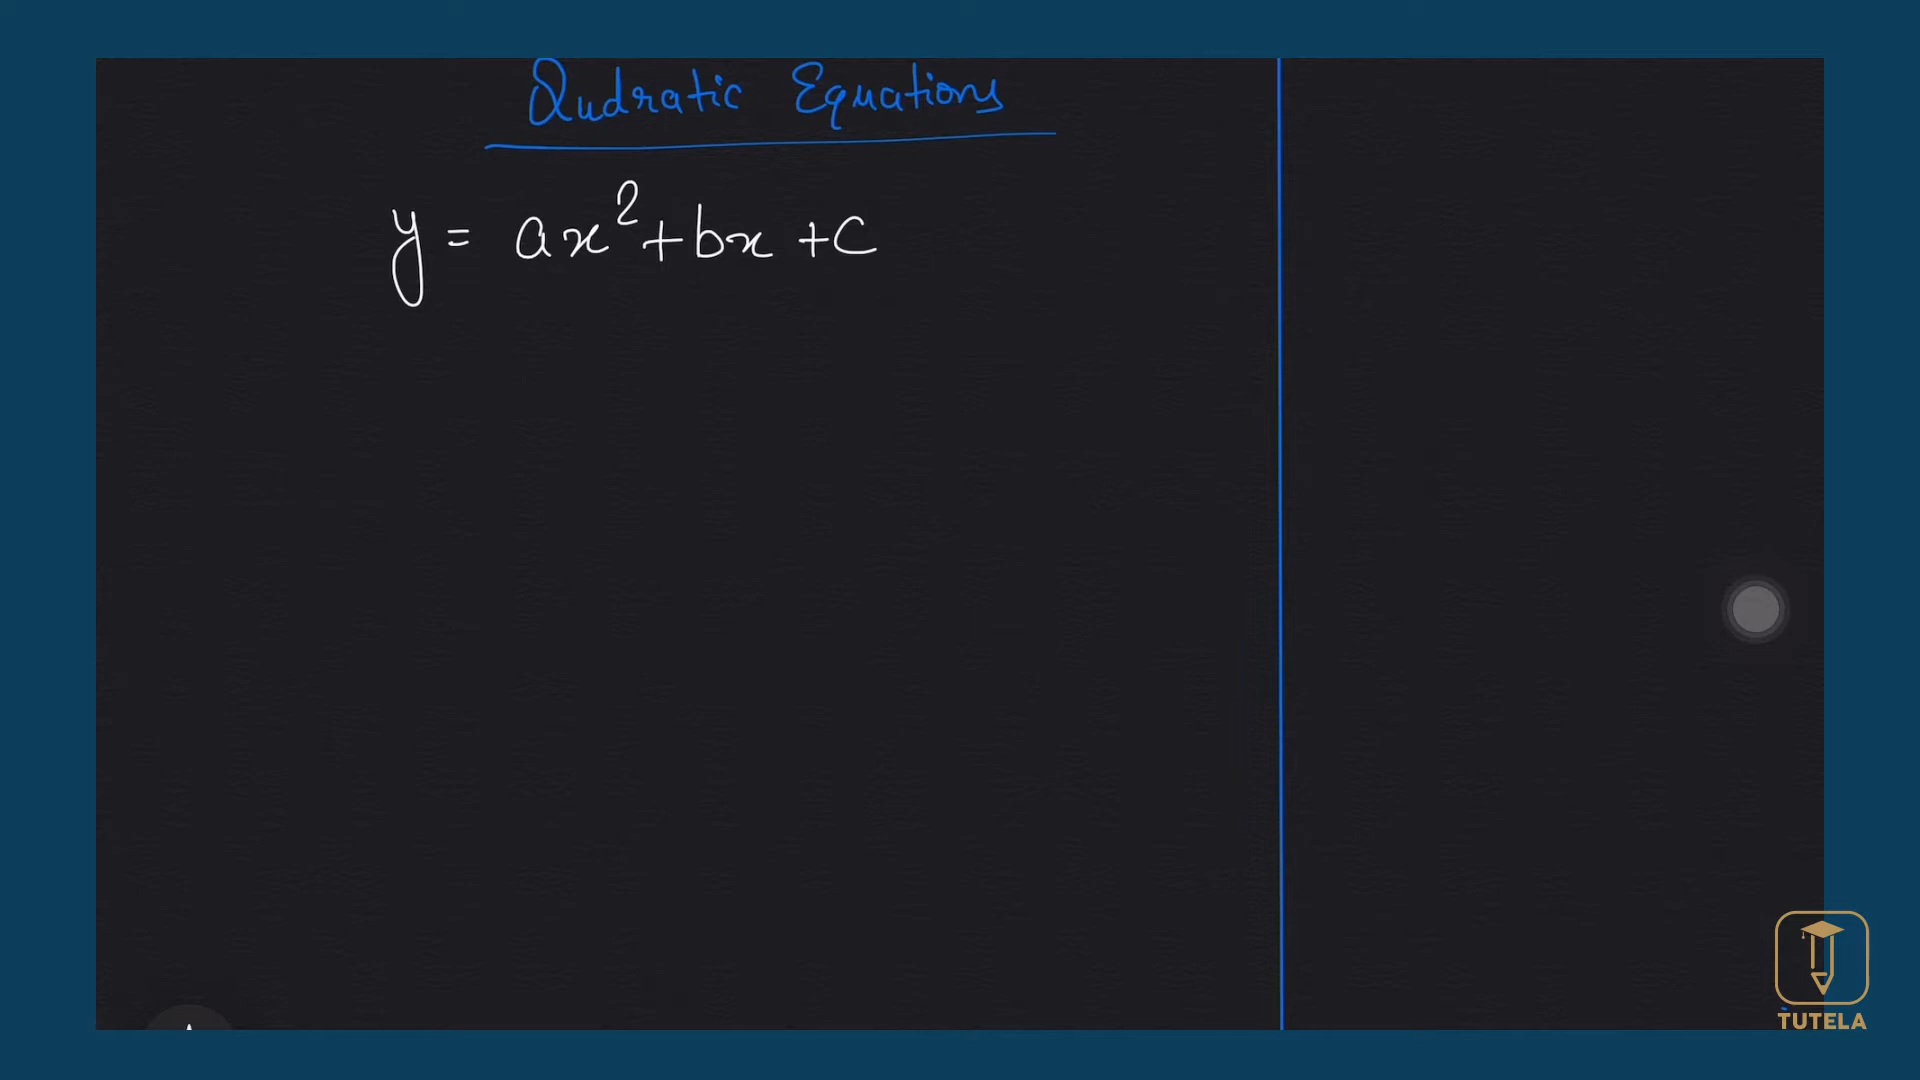 Qudratic Equations
y = ax²+bx +c
TUTELA